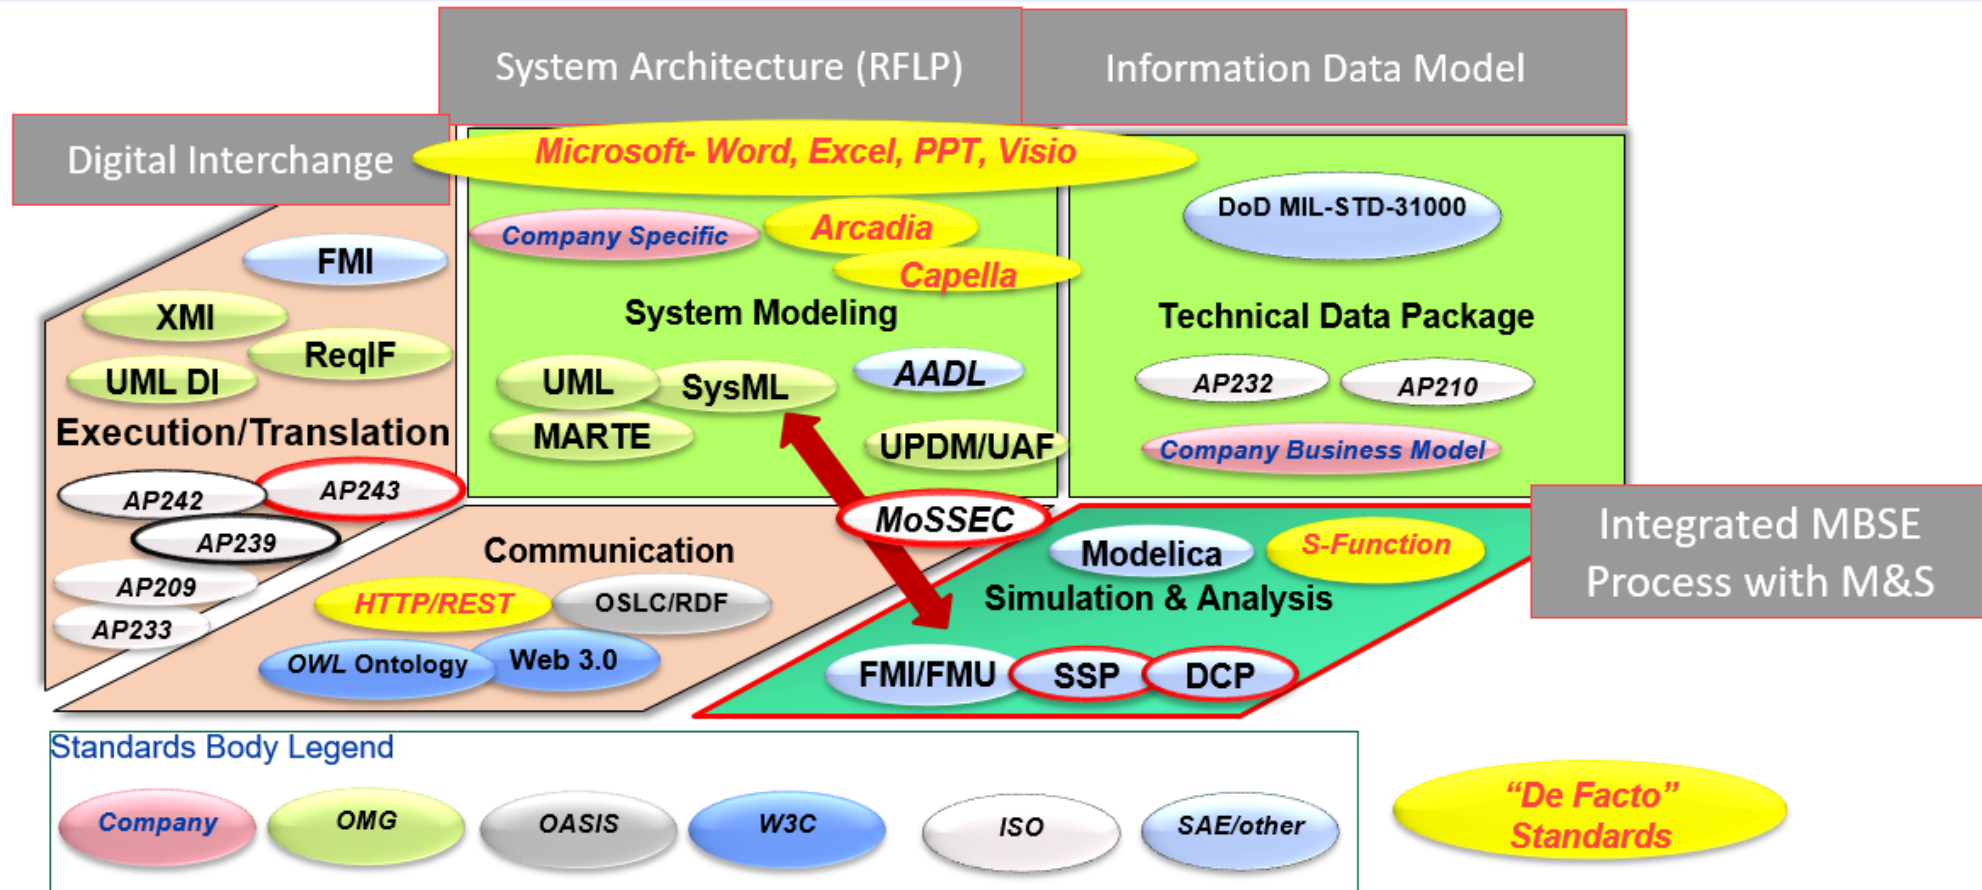 System Architecture (RFLP)
Information Data Model
Digital Interchange
Microsoft- Word, Excel, PPT, Visio
Company Specific
Arcadia
Capella
DoD MIL-STD-31000
FMI
XMI
ReqIF
UML DI
Execution/Translation
System Modeling
Technical Data Package
UML
SysML
AADL
MARTE
UPDM/UAF
AP232
AP210
Company Business Model
AP242
AP243
AP239
AP209
AP233
MoSSEC
Communication
HTTP/REST
OSLC/RDF
OWL Ontology
Web 3.0
Modelica
S-Function
Simulation & Analysis
FMI/FMU
SSP
DCP
Integrated MBSE
Process with M&S
Standards Body Legend
Company
OMG
OASIS
W3C
ISO
SAE/other
“De Facto”
Standards